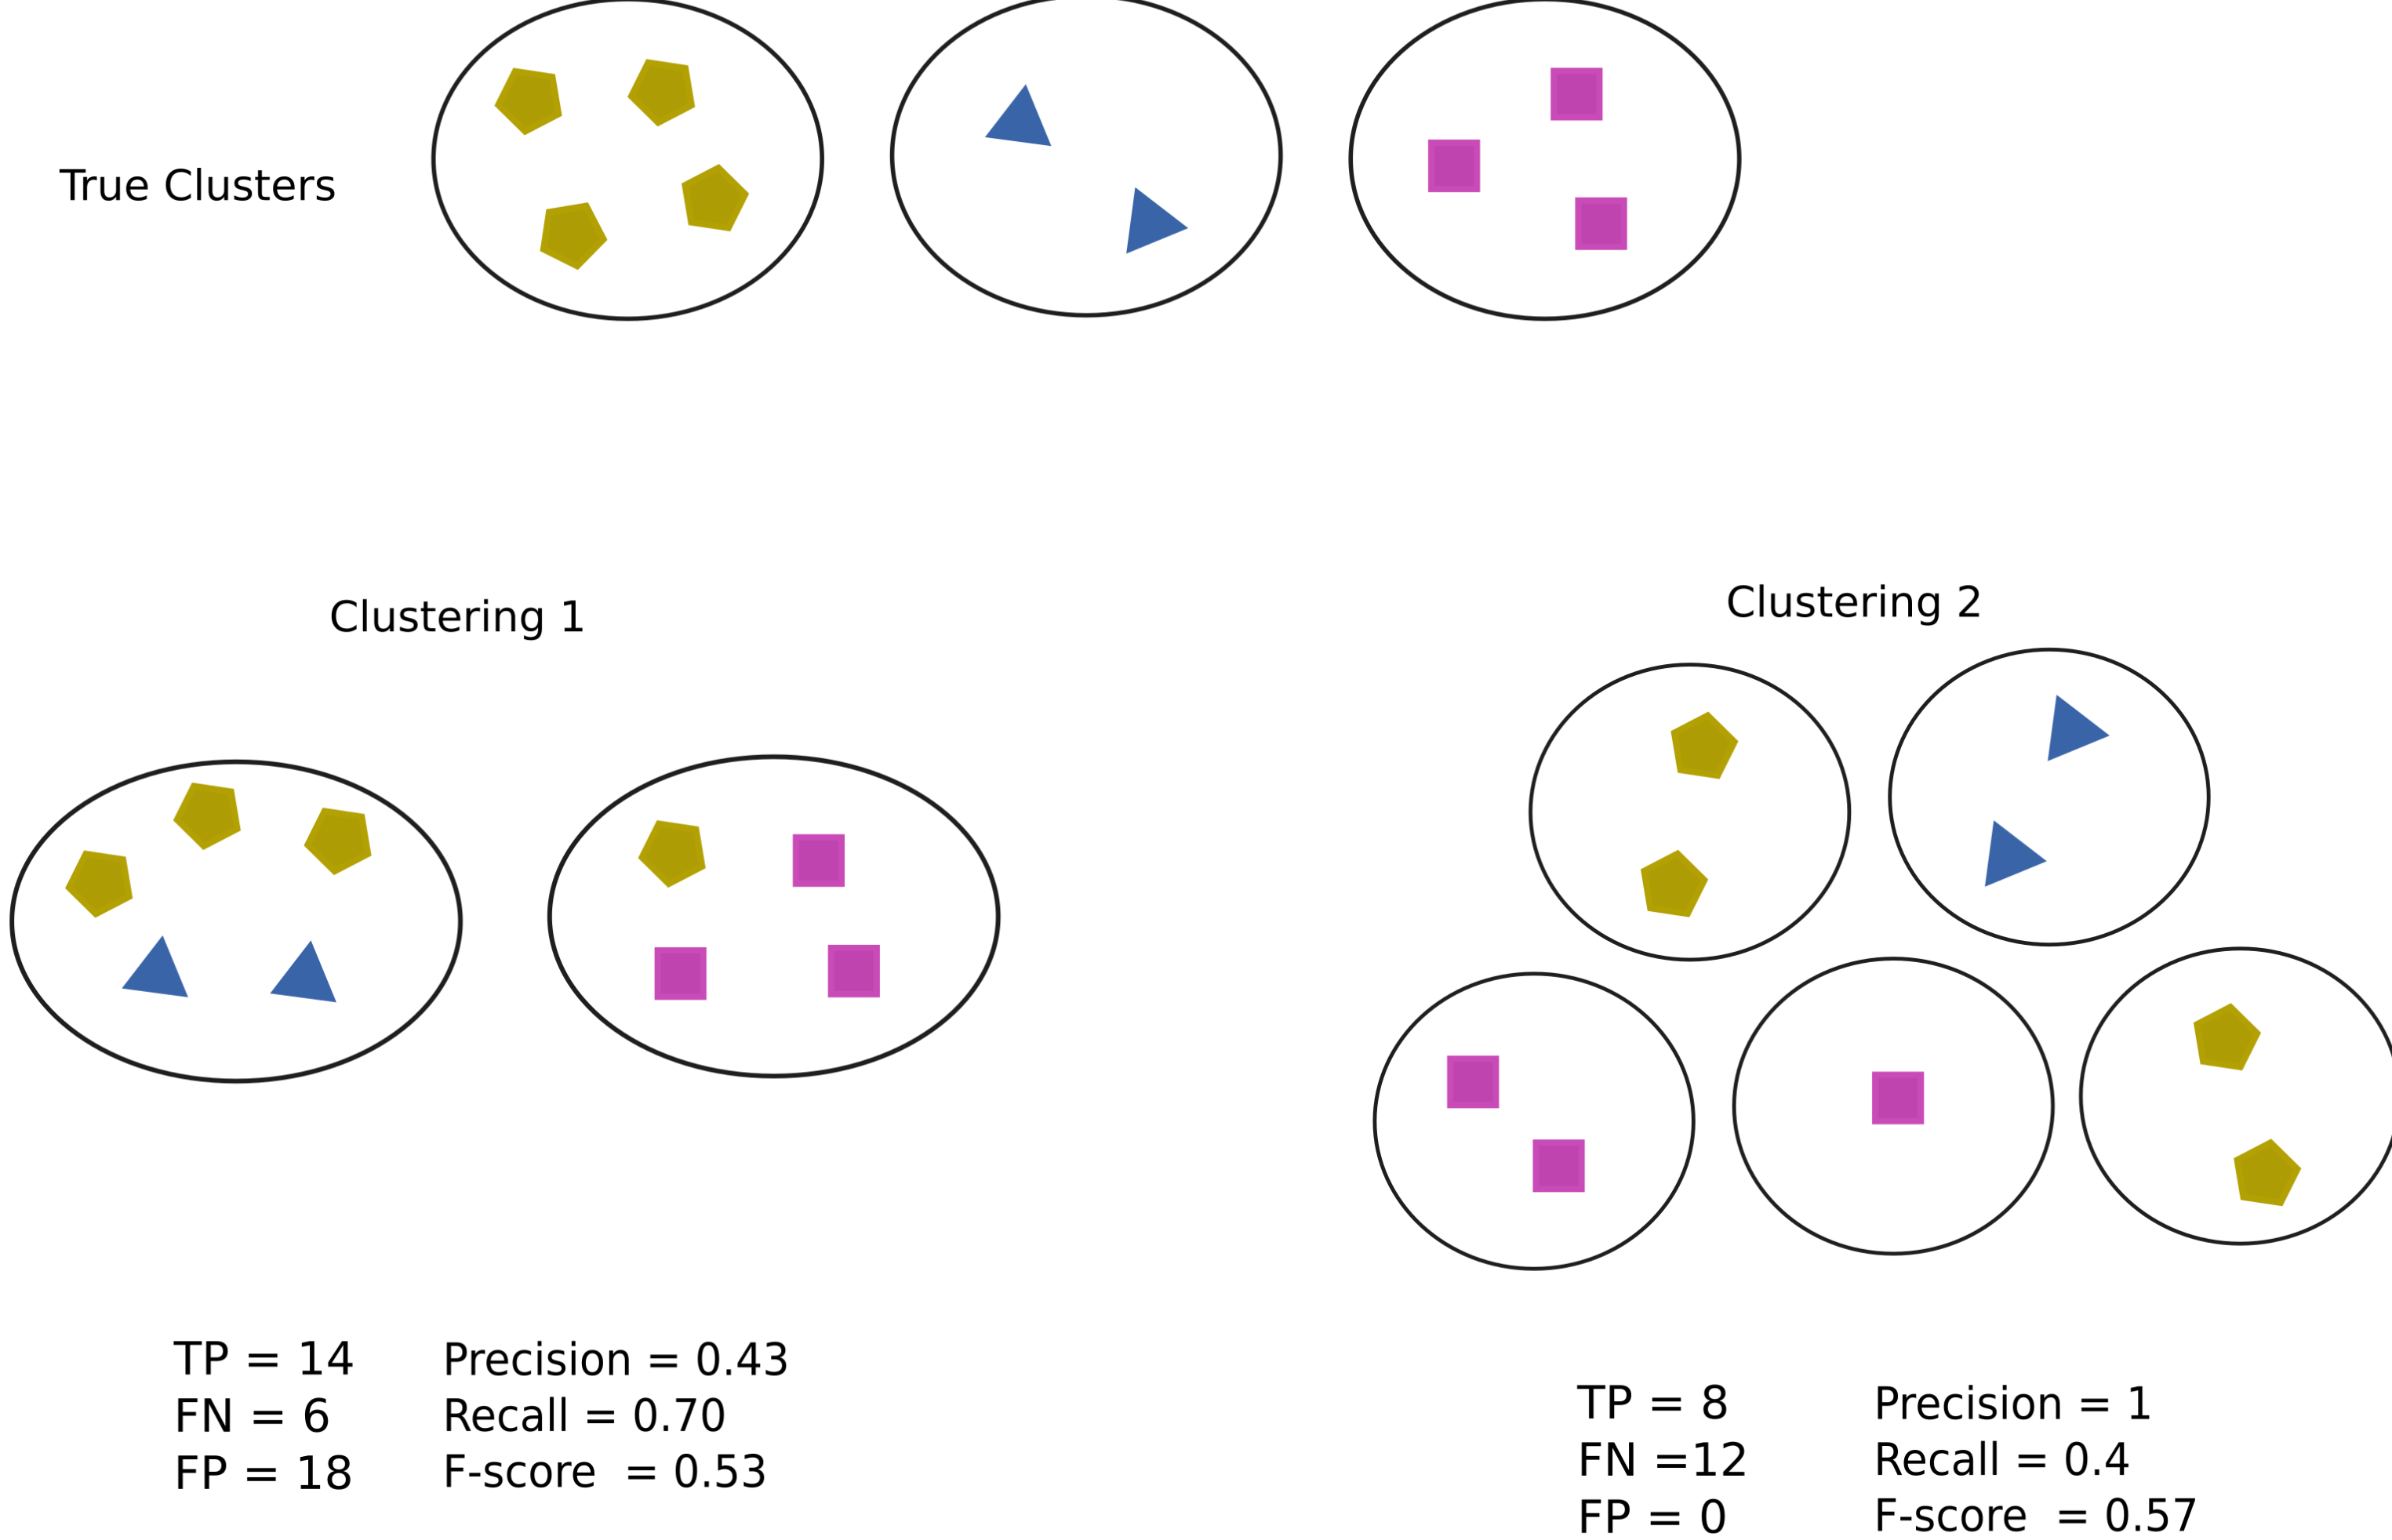 True Clusters
Clustering 1
Clustering 2
TP = 14
FN = 6
FP = 18
Precision = 0.43
Recall = 0.70
F-score = 0.53
TP = 8
FN =12
FP = 0
Precision = 1
Recall = 0.4
F-score = 0.57